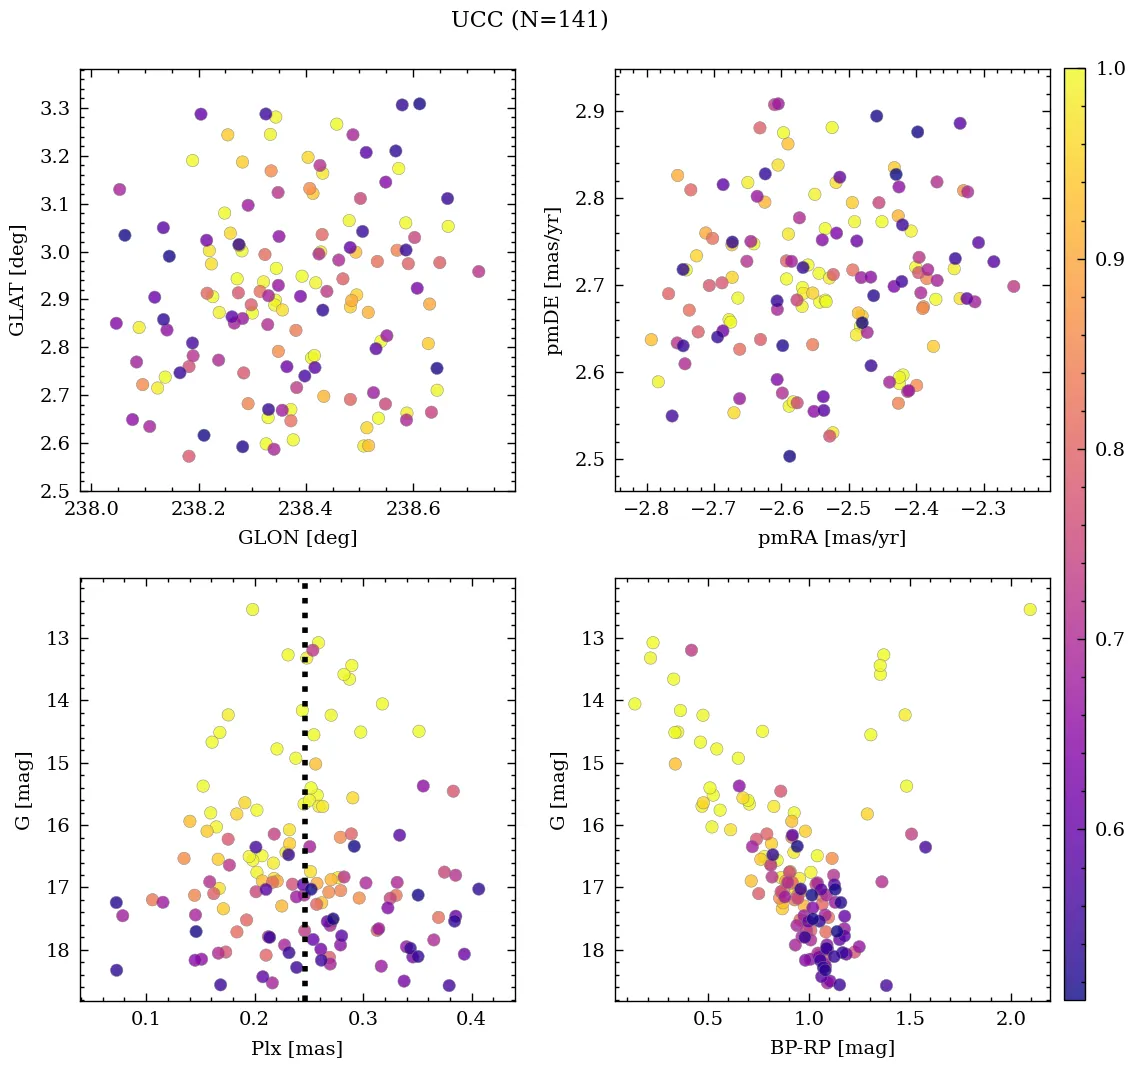 UCC (N=141)
3.3
3.2
3.1
3.0
2.9
2.8
2.7
2.6
2.5
GLAT [deg]
238.0 238.2 238.4 238.6
GLON [deg]
2.9
2.8
2.7
2.6
2.5
pmDE [mas/yr]
−2.8 −2.7 −2.6 −2.5 −2.4 −2.3
pmRA [mas/yr]
13
14
15
16
17
18
G [mag]
0.1 0.2 0.3 0.4
Plx [mas]
13
14
15
16
17
18
G [mag]
0.5 1.0 1.5 2.0
BP-RP [mag]
1.0
0.9
0.8
0.7
0.6